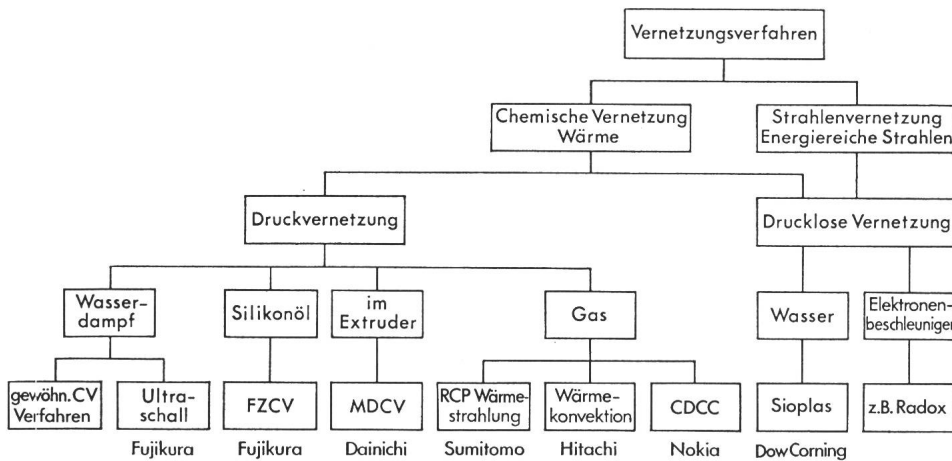 Vernetzungsverfahren
Chemische Vernetzung
Wärme
Strahlenvernetzung
Energiereiche Strahlen
Druckvernetzung
Drucklose Vernetzung
Wasser-
dampf
Silikonöl
im
Extruder
Gas
Wasser
Elektronen-
beschleuniger
gewöhn. CV
Verfahren
Ultra-
schall
FZCV
MDCV
RCP Wärme-
strahlung
Wärme-
konvektion
CDCC
Sioplas
z.B. Radox
Fujikura
Fujikura
Dainichi
Sumitomo
Hitachi
Nokia
Dow Corning